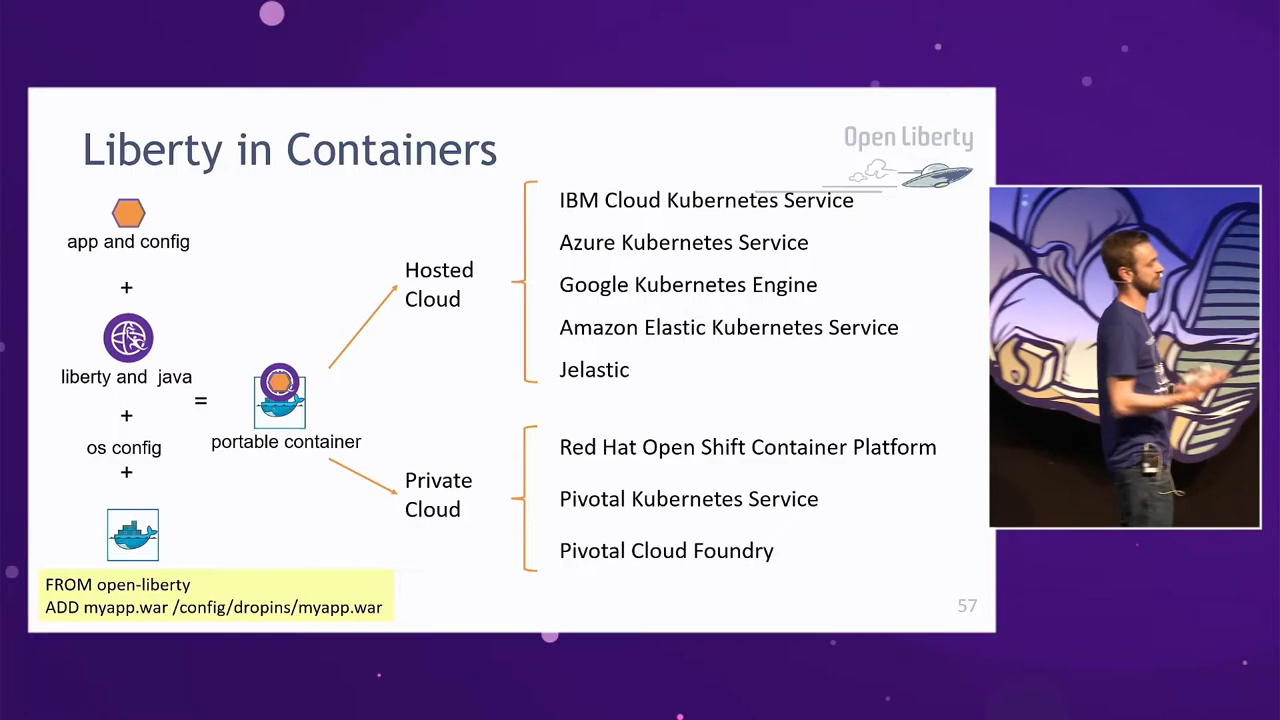 Liberty in Containers
Open Liberty
app and config
+
liberty and java
+
os config
+
=
portable container
Hosted
Cloud
IBM Cloud Kubernetes Service
Azure Kubernetes Service
Google Kubernetes Engine
Amazon Elastic Kubernetes Service
Jelastic
Private
Cloud
Red Hat Open Shift Container Platform
Pivotal Kubernetes Service
Pivotal Cloud Foundry
FROM open-liberty
ADD myapp.war /config/dropins/myapp.war
57